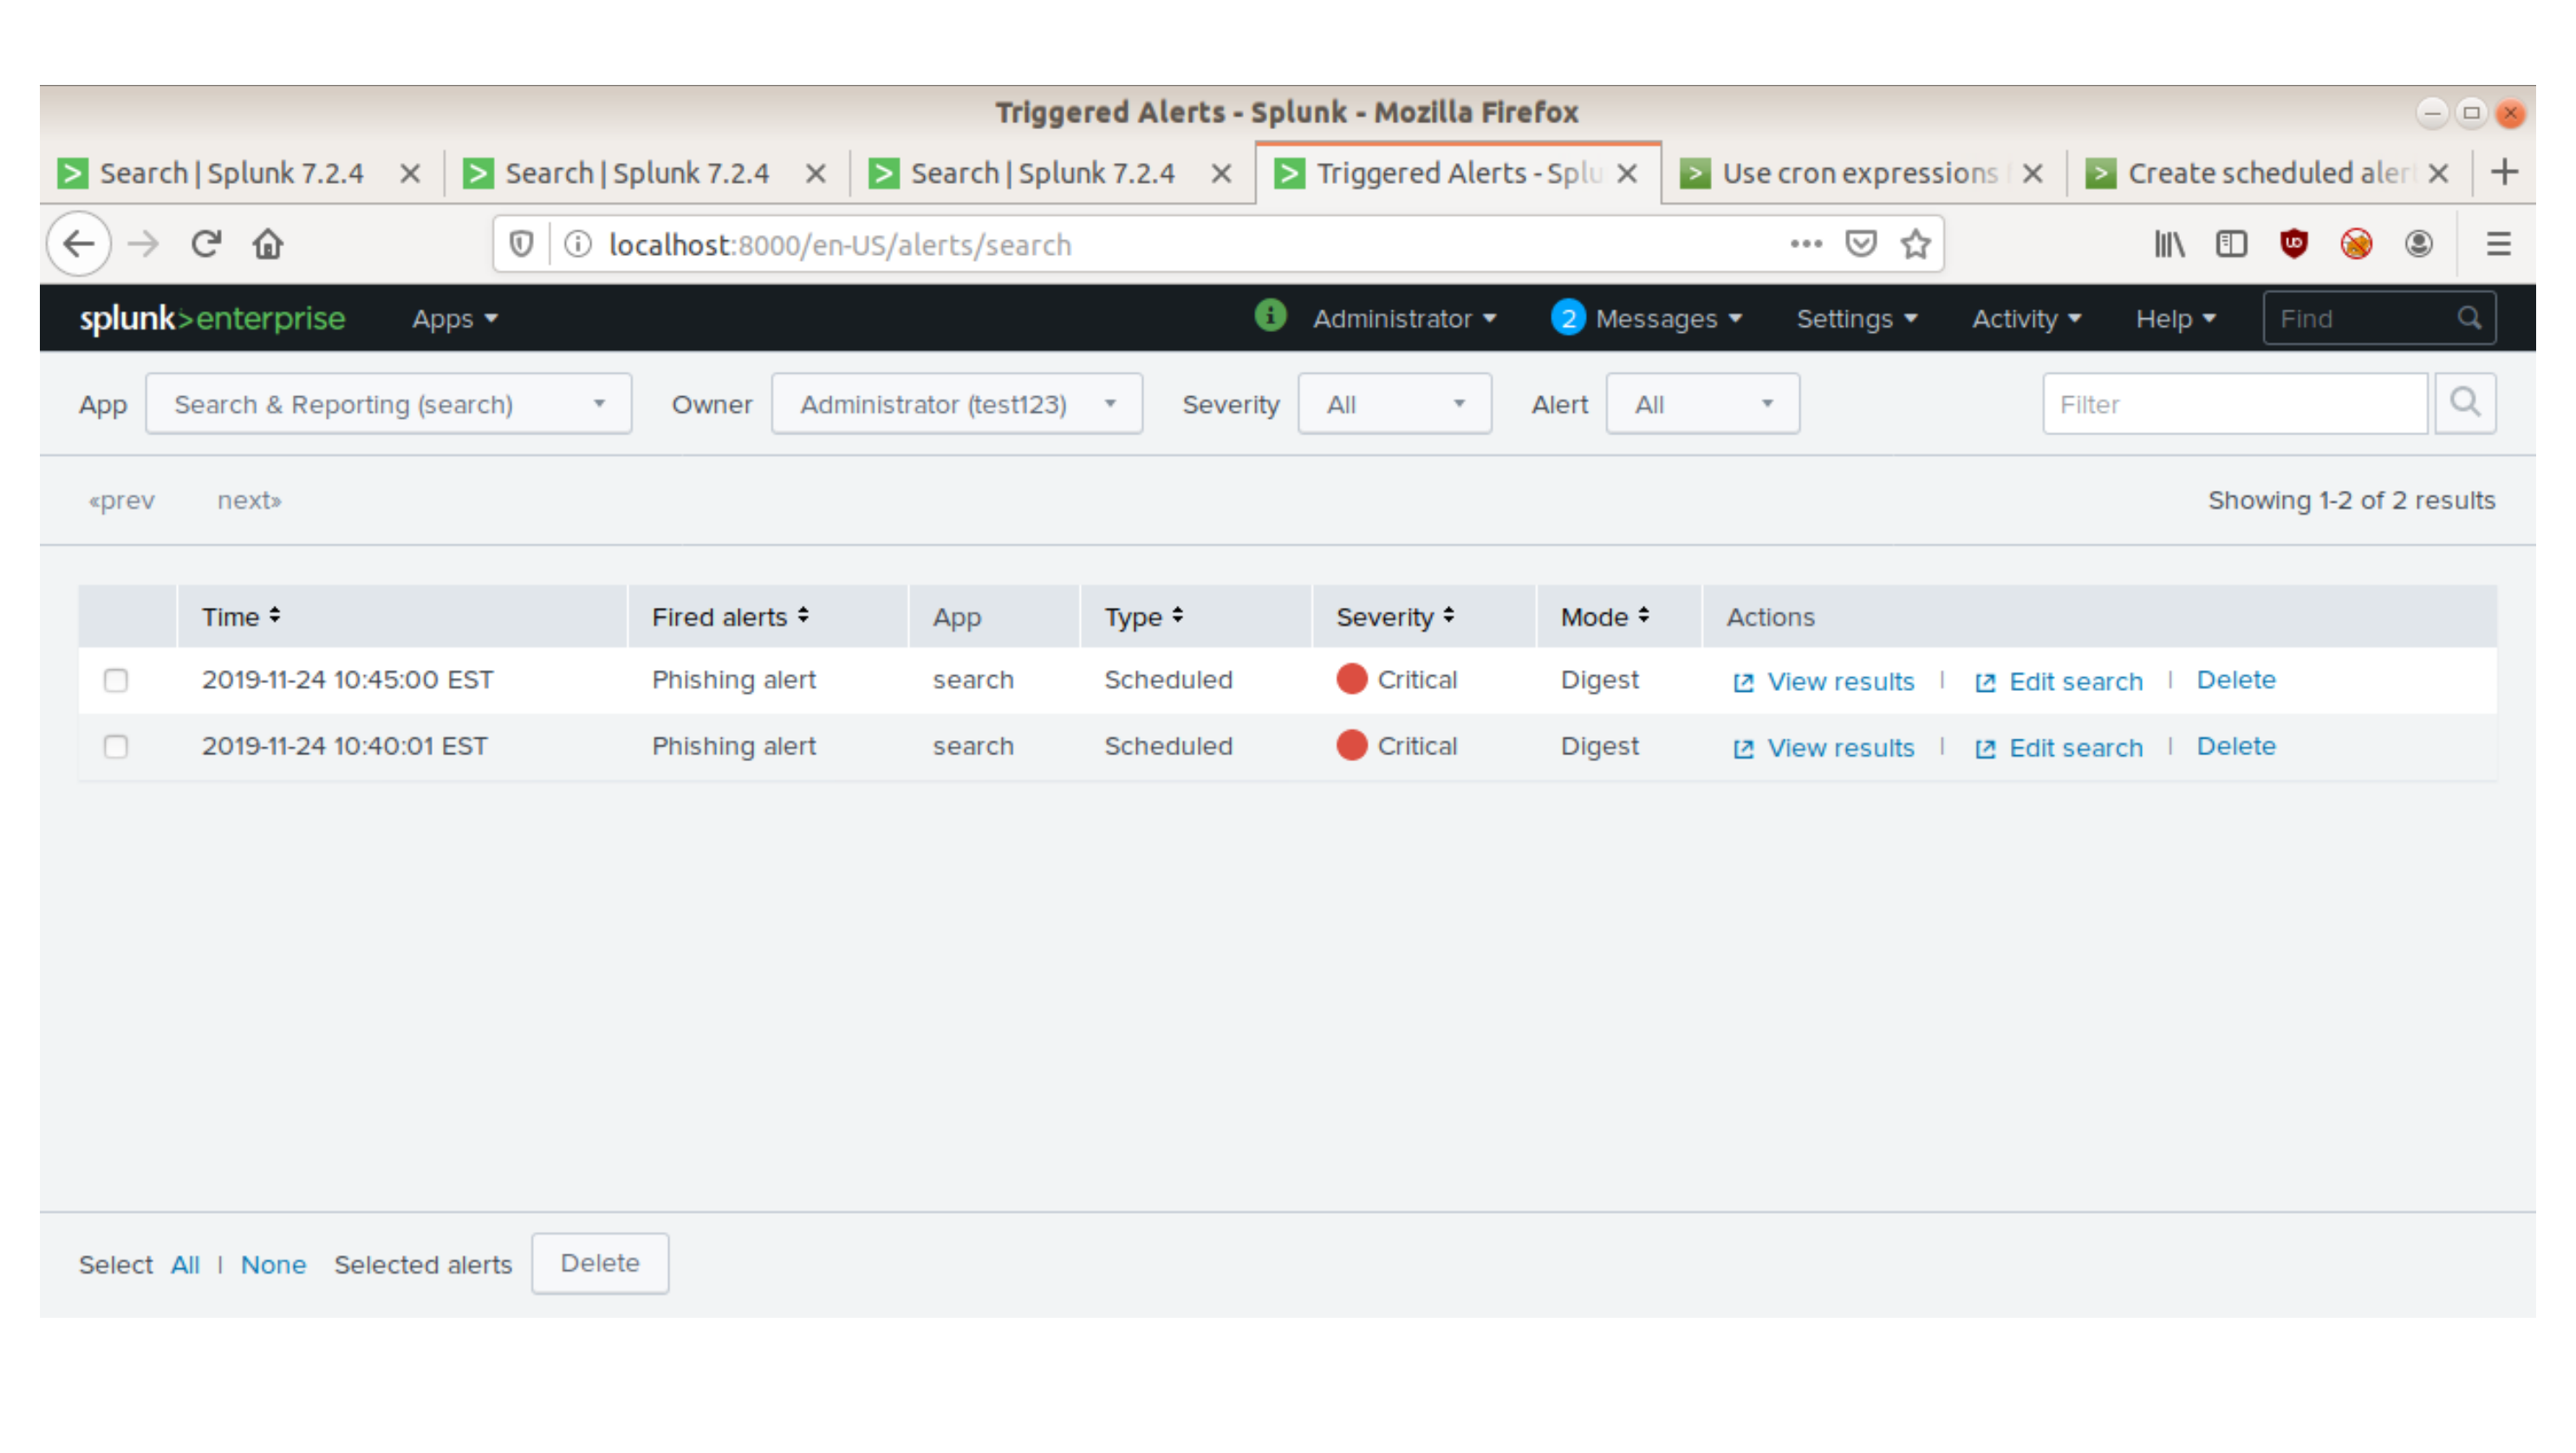 Triggered Alerts - Splunk - Mozilla Firefox
Search | Splunk 7.2.4 Search | Splunk 7.2.4 Search | Splunk 7.2.4 Triggered Alerts - Splu Use cron expressions Create scheduled aler
localhost:8000/en-US/alerts/search
splunk>enterprise Apps Administrator 2 Messages Settings Activity Help Find
App Search & Reporting (search) Owner Administrator (test123) Severity All Alert All Filter
«prev next» Showing 1-2 of 2 results
Time Fired alerts App Type Severity Mode Actions
2019-11-24 10:45:00 EST Phishing alert search Scheduled Critical Digest View results | Edit search | Delete
2019-11-24 10:40:01 EST Phishing alert search Scheduled Critical Digest View results | Edit search | Delete
Select All | None Selected alerts Delete